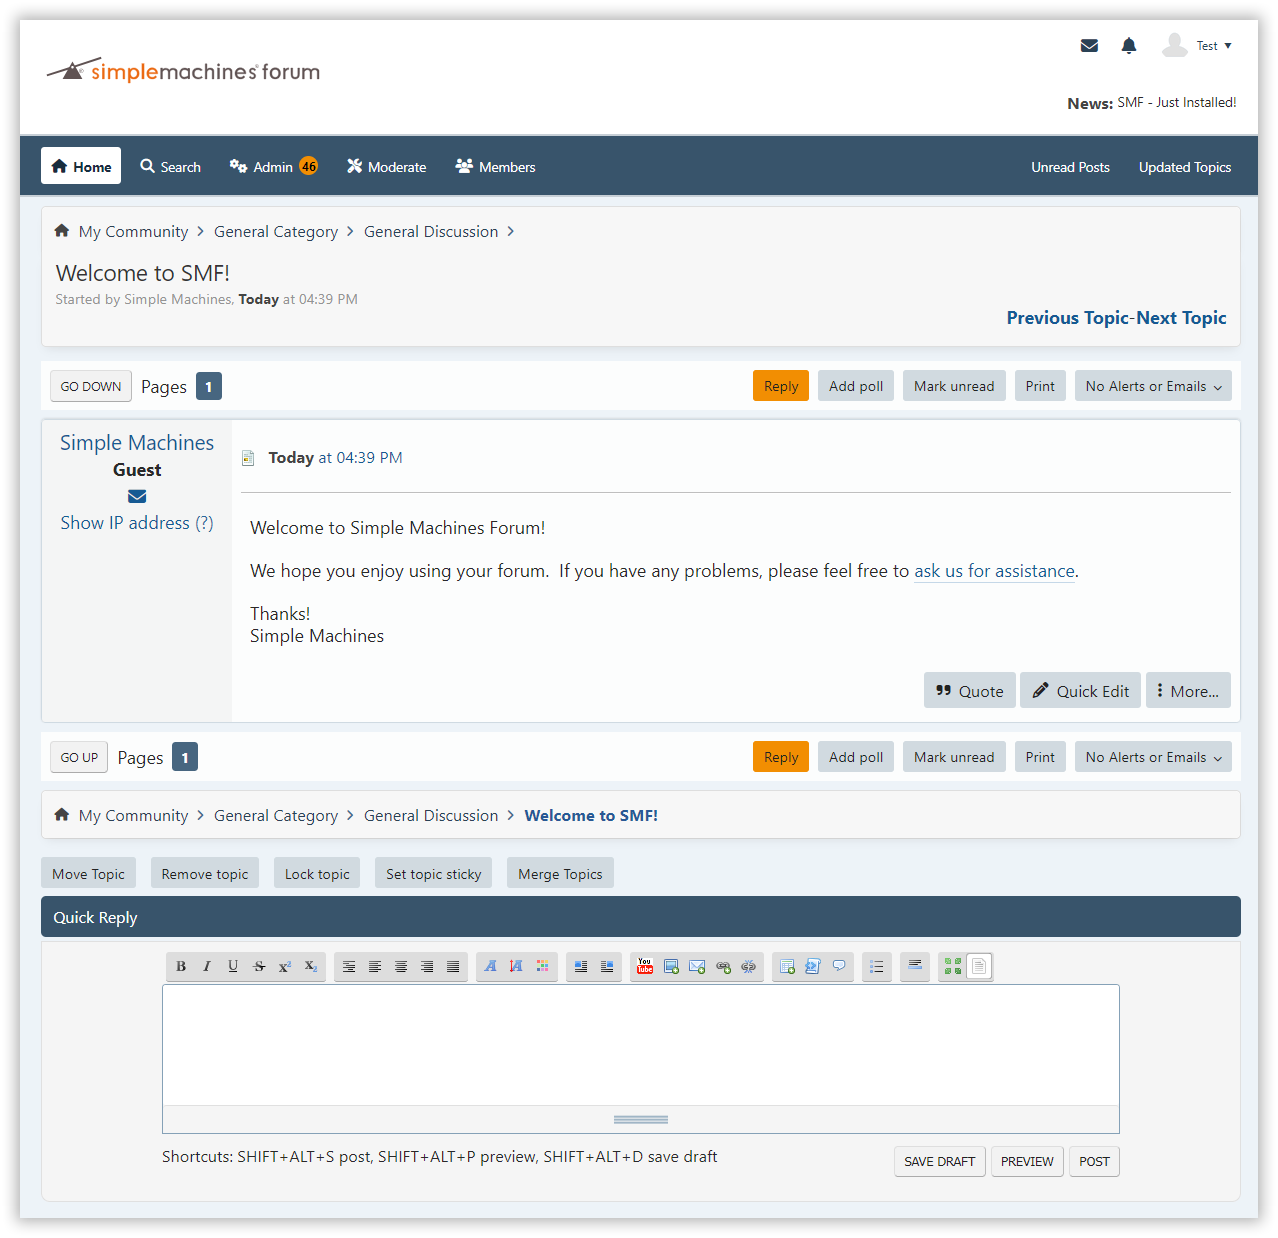 Test ▼
simplemachines® forum
News: SMF - Just Installed!
Home Search Admin 46 Moderate Members Unread Posts Updated Topics
My Community > General Category > General Discussion >
Welcome to SMF!
Started by Simple Machines, Today at 04:39 PM
Previous Topic-Next Topic
GO DOWN Pages 1 Reply Add poll Mark unread Print No Alerts or Emails
Simple Machines
Guest
Show IP address (?)
Today at 04:39 PM
Welcome to Simple Machines Forum!
We hope you enjoy using your forum.  If you have any problems, please feel free to ask us for assistance.
Thanks!
Simple Machines
Quote Quick Edit More...
GO UP Pages 1 Reply Add poll Mark unread Print No Alerts or Emails
My Community > General Category > General Discussion > Welcome to SMF!
Move Topic Remove topic Lock topic Set topic sticky Merge Topics
Quick Reply
B I U S X² X₂ A A You Tube
Shortcuts: SHIFT+ALT+S post, SHIFT+ALT+P preview, SHIFT+ALT+D save draft
SAVE DRAFT PREVIEW POST